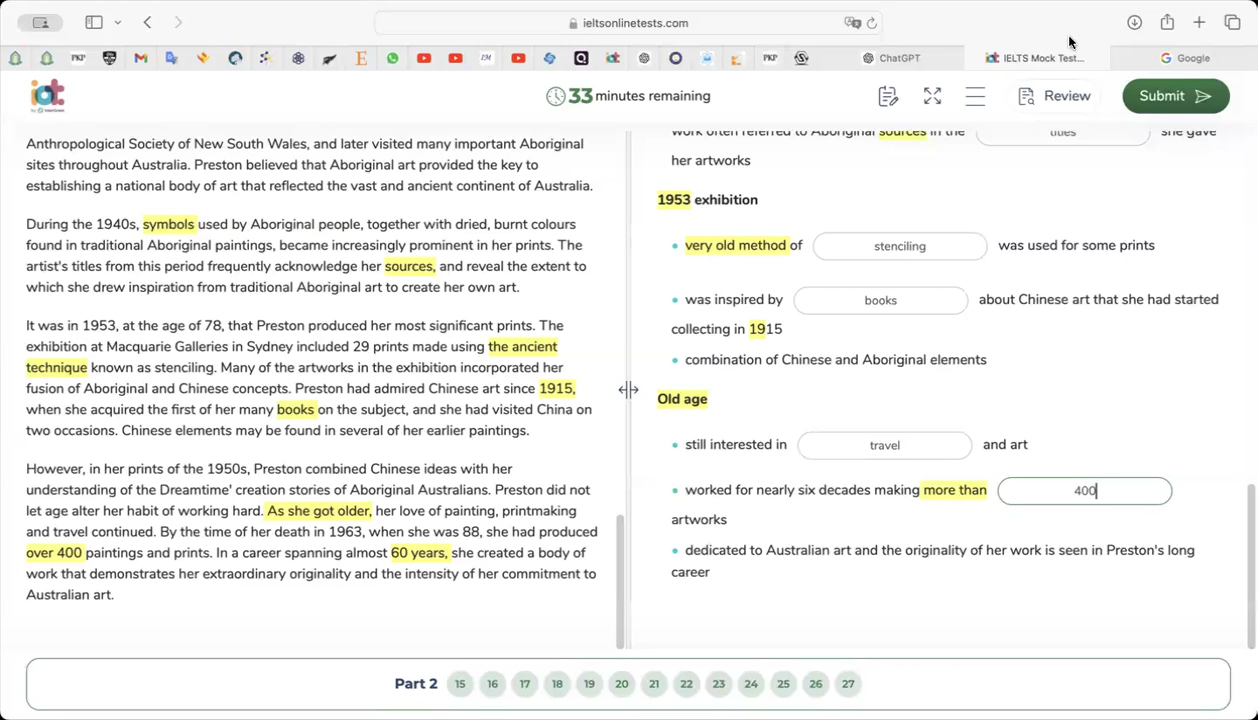 ieltsonlinetests.com
ChatGPT
IELTS Mock Test...
Google
iot
33 minutes remaining
Review
Submit
Anthropological Society of New South Wales, and later visited many important Aboriginal
sites throughout Australia. Preston believed that Aboriginal art provided the key to
establishing a national body of art that reflected the vast and ancient continent of Australia.
During the 1940s, symbols used by Aboriginal people, together with dried, burnt colours
found in traditional Aboriginal paintings, became increasingly prominent in her prints. The
artist's titles from this period frequently acknowledge her sources, and reveal the extent to
which she drew inspiration from traditional Aboriginal art to create her own art.
It was in 1953, at the age of 78, that Preston produced her most significant prints. The
exhibition at Macquarie Galleries in Sydney included 29 prints made using the ancient
technique known as stenciling. Many of the artworks in the exhibition incorporated her
fusion of Aboriginal and Chinese concepts. Preston had admired Chinese art since 1915,
when she acquired the first of her many books on the subject, and she had visited China on
two occasions. Chinese elements may be found in several of her earlier paintings.
However, in her prints of the 1950s, Preston combined Chinese ideas with her
understanding of the Dreamtime' creation stories of Aboriginal Australians. Preston did not
let age alter her habit of working hard. As she got older, her love of painting, printmaking
and travel continued. By the time of her death in 1963, when she was 88, she had produced
over 400 paintings and prints. In a career spanning almost 60 years, she created a body of
work that demonstrates her extraordinary originality and the intensity of her commitment to
Australian art.
work often referred to Aboriginal sources in the titles she gave
her artworks
1953 exhibition
• very old method of stenciling was used for some prints
• was inspired by books about Chinese art that she had started
collecting in 1915
• combination of Chinese and Aboriginal elements
Old age
• still interested in travel and art
• worked for nearly six decades making more than 400
artworks
• dedicated to Australian art and the originality of her work is seen in Preston's long
career
Part 2 15 16 17 18 19 20 21 22 23 24 25 26 27